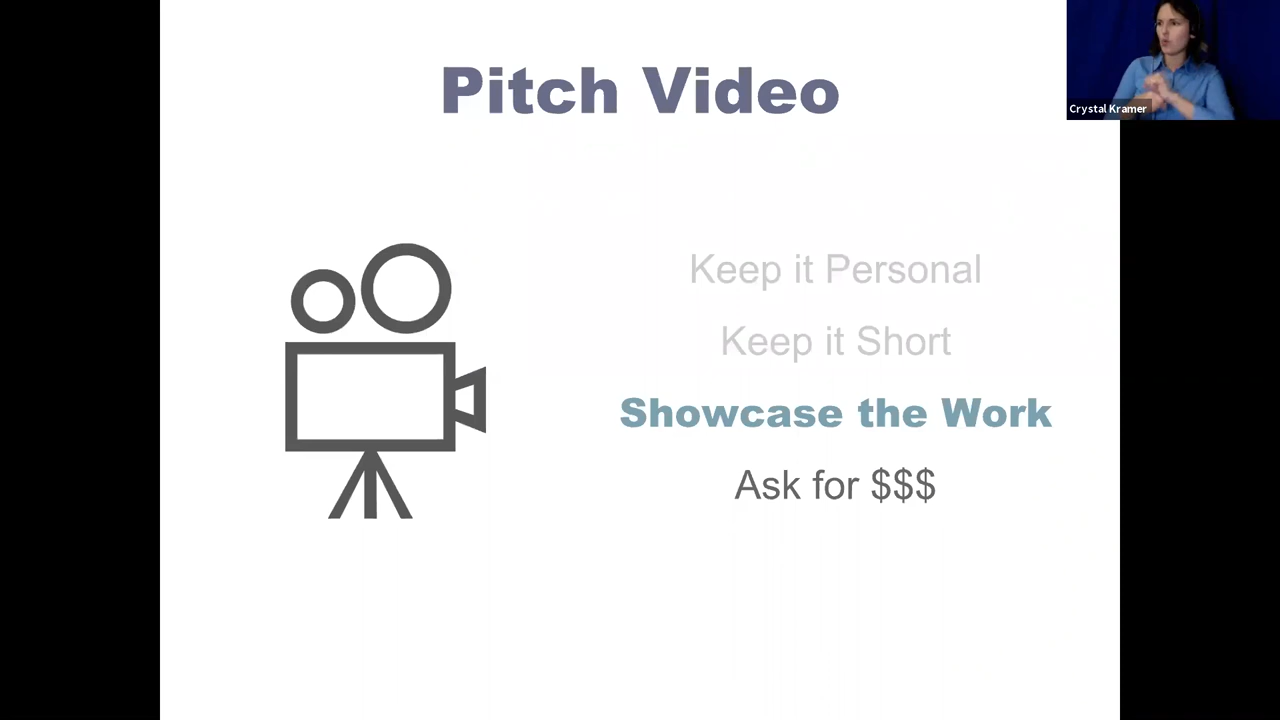 Pitch Video
Crystal Kramer
Keep it Personal
Keep it Short
Showcase the Work
Ask for $$$